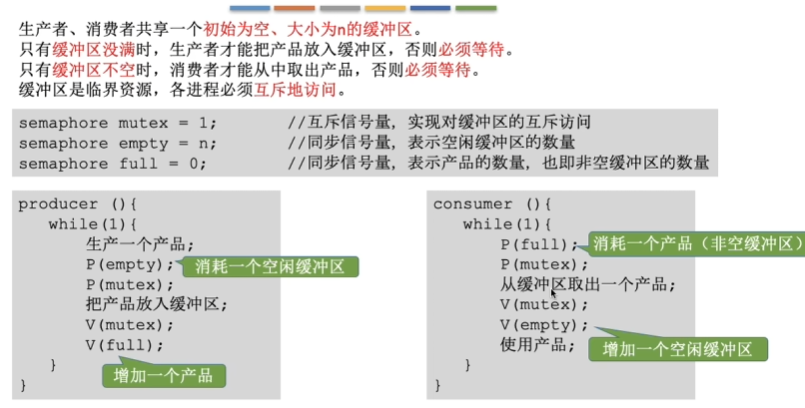 生产者、消费者共享一个初始为空、大小为n的缓冲区。
只有缓冲区没满时，生产者才能把产品放入缓冲区，否则必须等待。
只有缓冲区不空时，消费者才能从中取出产品，否则必须等待。
缓冲区是临界资源，各进程必须互斥地访问。
semaphore mutex = 1; //互斥信号量，实现对缓冲区的互斥访问
semaphore empty = n; //同步信号量，表示空闲缓冲区的数量
semaphore full = 0; //同步信号量，表示产品的数量，也即非空缓冲区的数量
producer (){
while(1){
生产一个产品;
P(empty); 消耗一个空闲缓冲区
P(mutex);
把产品放入缓冲区;
V(mutex);
V(full);
增加一个产品
}
}
consumer (){
while(1){
P(full); 消耗一个产品（非空缓冲区）
P(mutex);
从缓冲区取出一个产品;
V(mutex);
V(empty);
使用产品; 增加一个空闲缓冲区
}
}